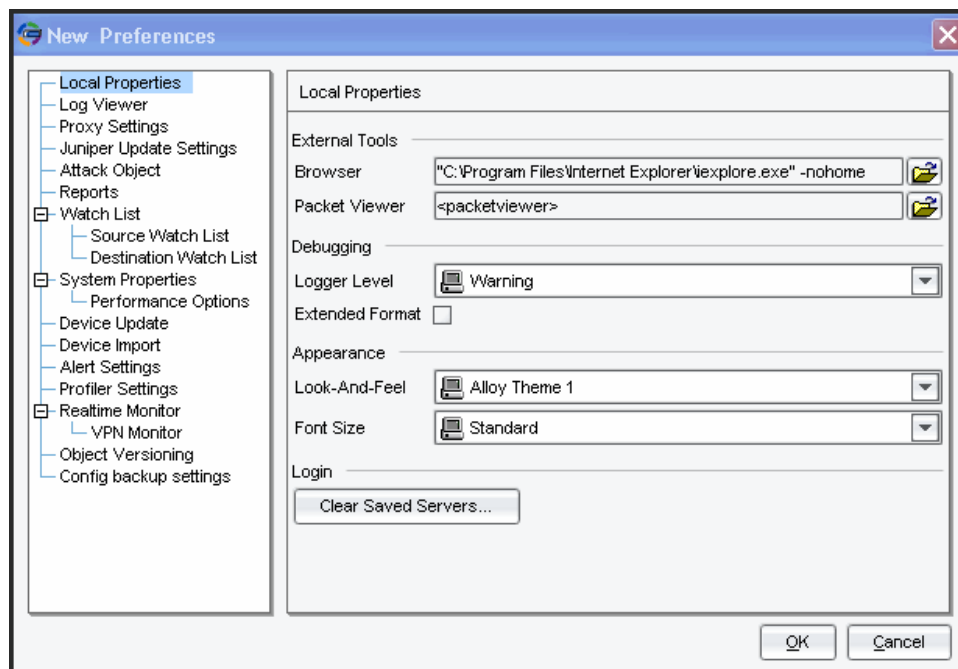 New Preferences
Local Properties
Log Viewer
Proxy Settings
Juniper Update Settings
Attack Object
Reports
Watch List
Source Watch List
Destination Watch List
System Properties
Performance Options
Device Update
Device Import
Alert Settings
Profiler Settings
Realtime Monitor
VPN Monitor
Object Versioning
Config backup settings
Local Properties
External Tools
Browser "C:\Program Files\Internet Explorer\iexplore.exe" -nohome
Packet Viewer <packetviewer>
Debugging
Logger Level Warning
Extended Format
Appearance
Look-And-Feel Alloy Theme 1
Font Size Standard
Login
Clear Saved Servers...
OK Cancel